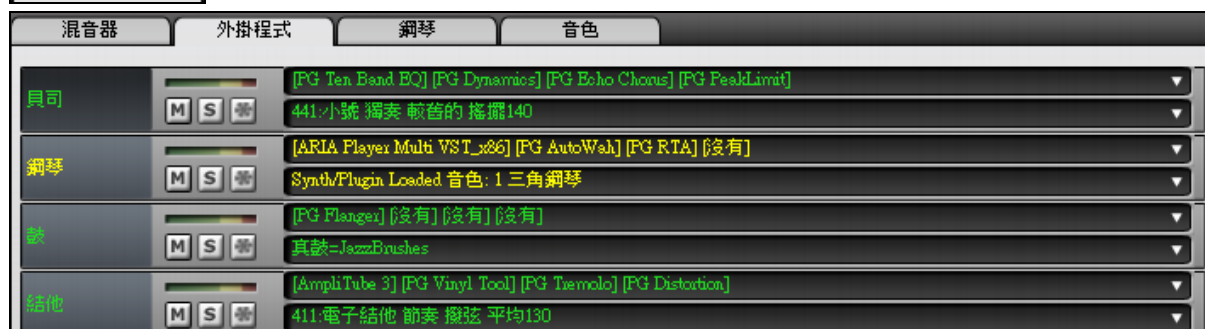 混音器 外掛程式 鋼琴 音色
[PG Ten Band EQ] [PG Dynamics] [PG Echo Chorus] [PG PeakLimit]
貝司
M S
441:小號 獨奏 較舊的 搖擺140
[ARIA Player Multi VST_x86] [PG AutoWah] [PG RTA] [沒有]
鋼琴
M S
Synth/Plugin Loaded 音色: 1 三角鋼琴
[PG Flanger] [沒有] [沒有] [沒有]
鼓
M S
真鼓=JazzBrushes
[AmpliTube 3] [PG Vinyl Tool] [PG Tremolo] [PG Distortion]
結他
M S
411:電子結他 節奏 撥弦 平均130